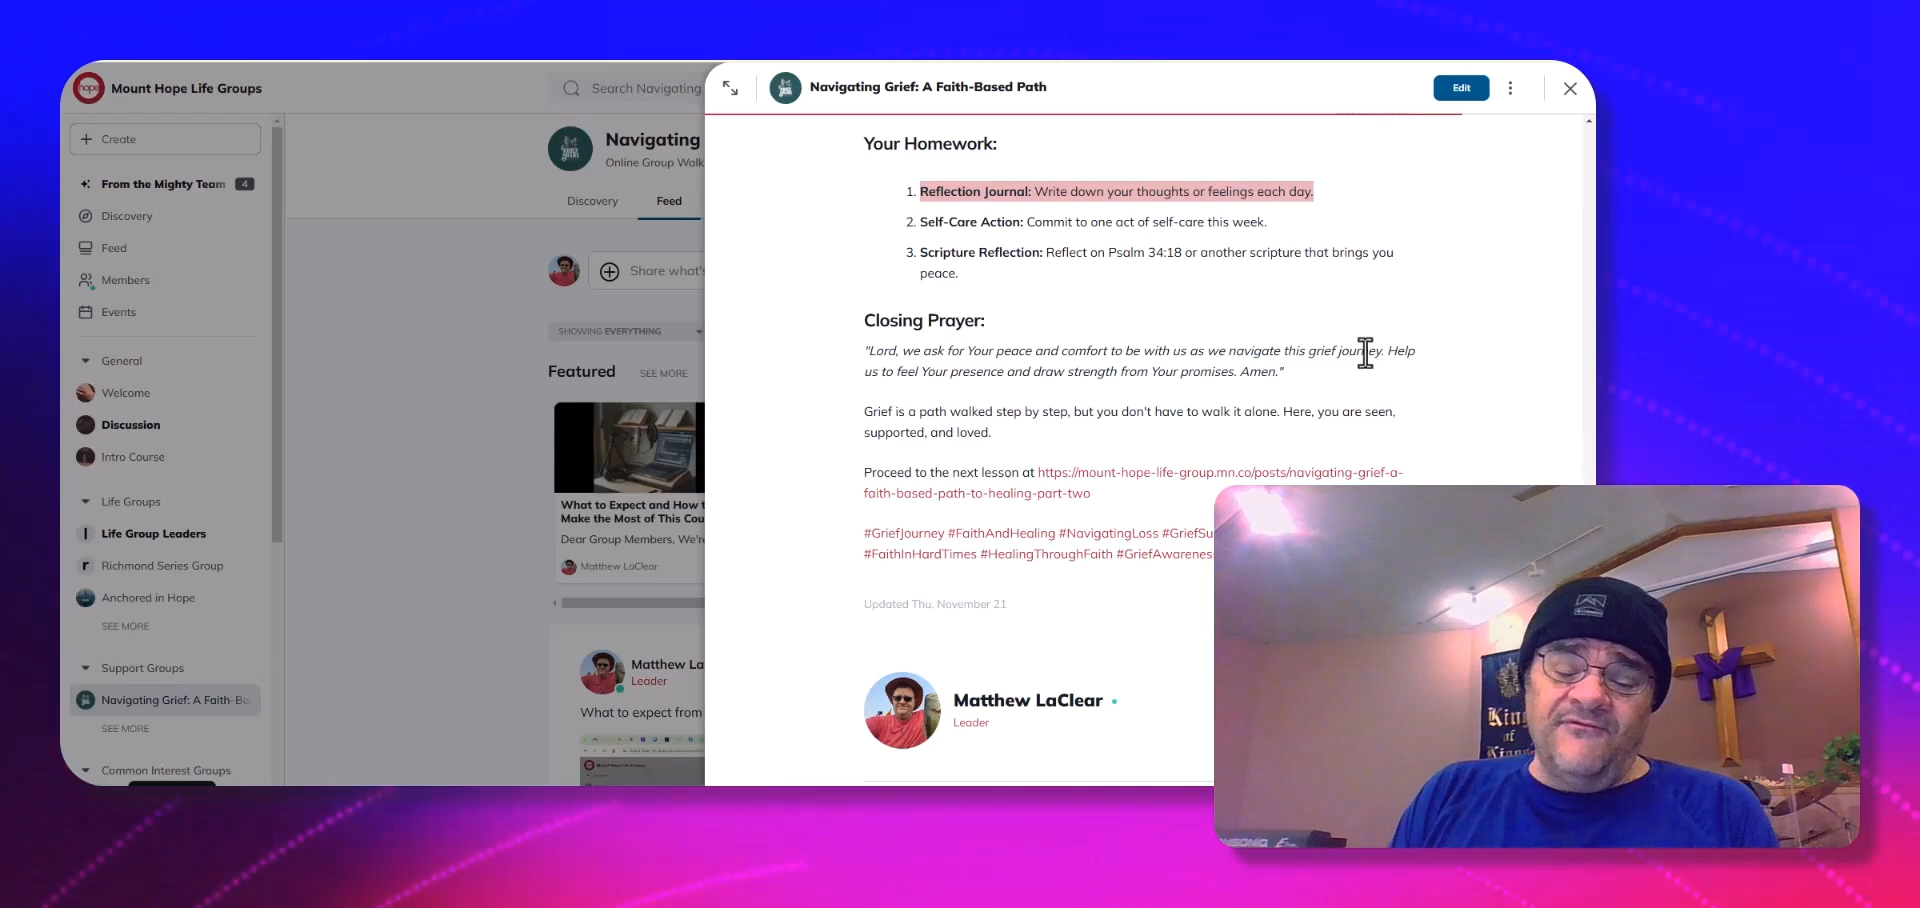 hope
Mount Hope Life Groups
Search Navigating
Create
From the Mighty Team 4
Discovery
Feed
Members
Events
General
Welcome
Discussion
Intro Course
Life Groups
Life Group Leaders
Richmond Series Group
Anchored in Hope
SEE MORE
Support Groups
Navigating Grief: A Faith-Ba
SEE MORE
Common Interest Groups
Navigating
Online Group Walk
Discovery
Feed
Share what's
SHOWING EVERYTHING
Featured SEE MORE
What to Expect and How t
Make the Most of This Cou
Dear Group Members, We're
Matthew LaClear
Matthew La
Leader
What to expect from
Navigating Grief: A Faith-Based Path
Edit
Your Homework:
1. Reflection Journal: Write down your thoughts or feelings each day.
2. Self-Care Action: Commit to one act of self-care this week.
3. Scripture Reflection: Reflect on Psalm 34:18 or another scripture that brings you
peace.
Closing Prayer:
"Lord, we ask for Your peace and comfort to be with us as we navigate this grief journey. Help
us to feel Your presence and draw strength from Your promises. Amen."
Grief is a path walked step by step, but you don't have to walk it alone. Here, you are seen,
supported, and loved.
Proceed to the next lesson at https://mount-hope-life-group.mn.co/posts/navigating-grief-a-
faith-based-path-to-healing-part-two
#GriefJourney #FaithAndHealing #NavigatingLoss #GriefSu
#FaithInHardTimes #HealingThroughFaith #GriefAwareness
Updated Thu, November 21
Matthew LaClear
Leader
King
of
Kings